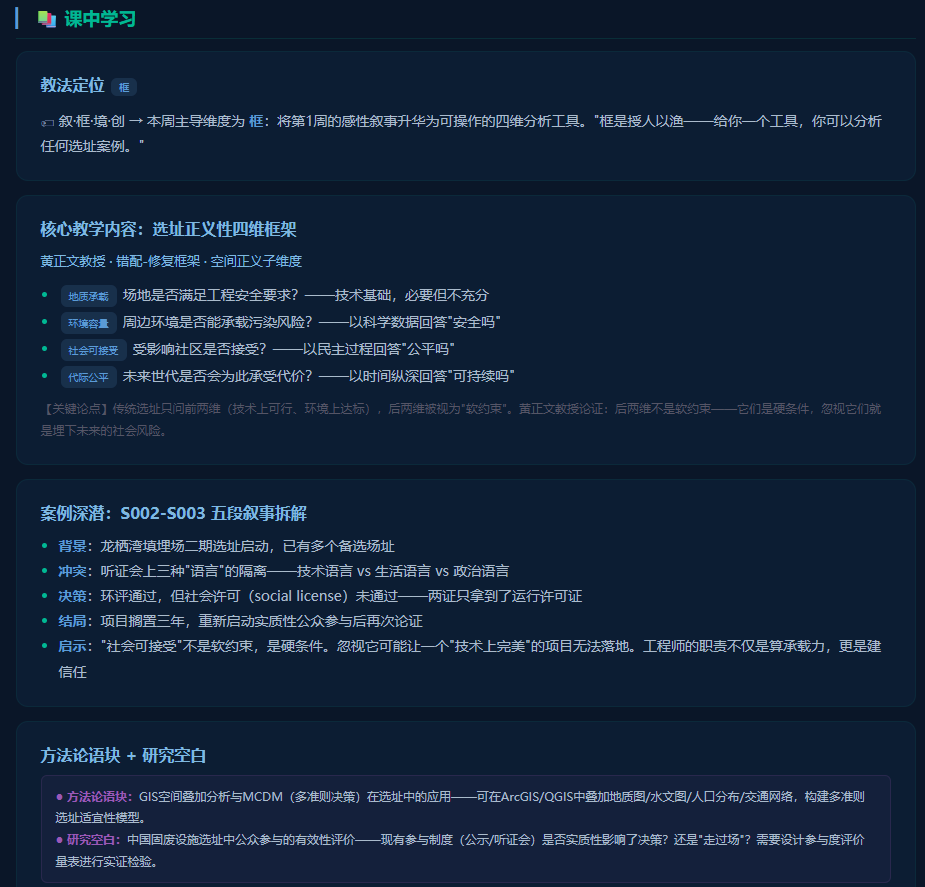 课中学习
教法定位 框
叙·框·境·创 → 本周主导维度为 框：将第1周的感性叙事升华为可操作的四维分析工具。"框是授人以渔——给你一个工具，你可以分析
任何选址案例。"
核心教学内容：选址正义性四维框架
黄正文教授 · 错配-修复框架 · 空间正义子维度
地质承载 场地是否满足工程安全要求？——技术基础，必要但不充分
环境容量 周边环境是否能承载污染风险？——以科学数据回答"安全吗"
社会可接受 受影响社区是否接受？——以民主过程回答"公平吗"
代际公平 未来世代是否会为此承受代价？——以时间纵深回答"可持续吗"
【关键论点】传统选址只问前两维（技术上可行、环境上达标），后两维被视为"软约束"。黄正文教授论证：后两维不是软约束——它们是硬条件，忽视它们就
是埋下未来的社会风险。
案例深潜：S002-S003 五段叙事拆解
背景：龙栖湾填埋场二期选址启动，已有多个备选场址
冲突：听证会上三种"语言"的隔离——技术语言 vs 生活语言 vs 政治语言
决策：环评通过，但社会许可（social license）未通过——两证只拿到了运行许可证
结局：项目搁置三年，重新启动实质性公众参与后再次论证
启示："社会可接受"不是软约束，是硬条件。忽视它可能让一个"技术上完美"的项目无法落地。工程师的职责不仅是算承载力，更是建
信任
方法论语块 + 研究空白
● 方法论语块：GIS空间叠加分析与MCDM（多准则决策）在选址中的应用——可在ArcGIS/QGIS中叠加地质图/水文图/人口分布/交通网络，构建多准则
选址适宜性模型。
● 研究空白：中国固废设施选址中公众参与的有效性评价——现有参与制度（公示/听证会）是否实质性影响了决策？还是"走过场"？需要设计参与度评价
量表进行实证检验。